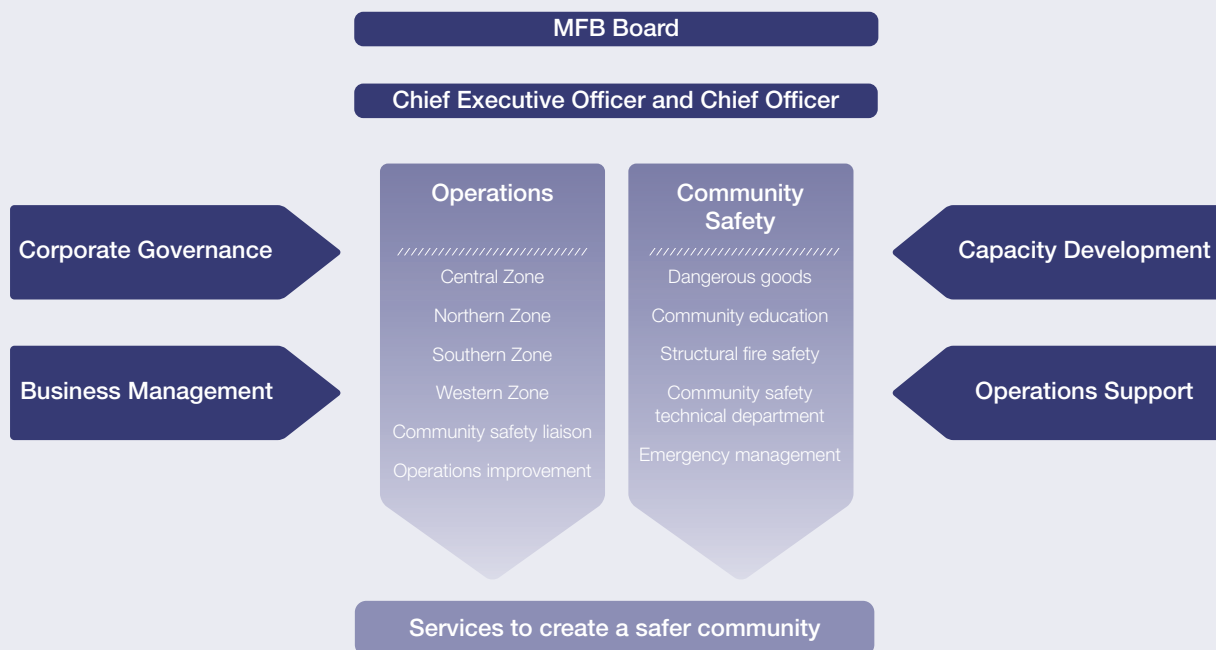 MFB Board
Chief Executive Officer and Chief Officer
Corporate Governance
Business Management
Operations
Central Zone
Northern Zone
Southern Zone
Western Zone
Community safety liaison
Operations improvement
Community
Safety
Dangerous goods
Community education
Structural fire safety
Community safety
technical department
Emergency management
Capacity Development
Operations Support
Services to create a safer community